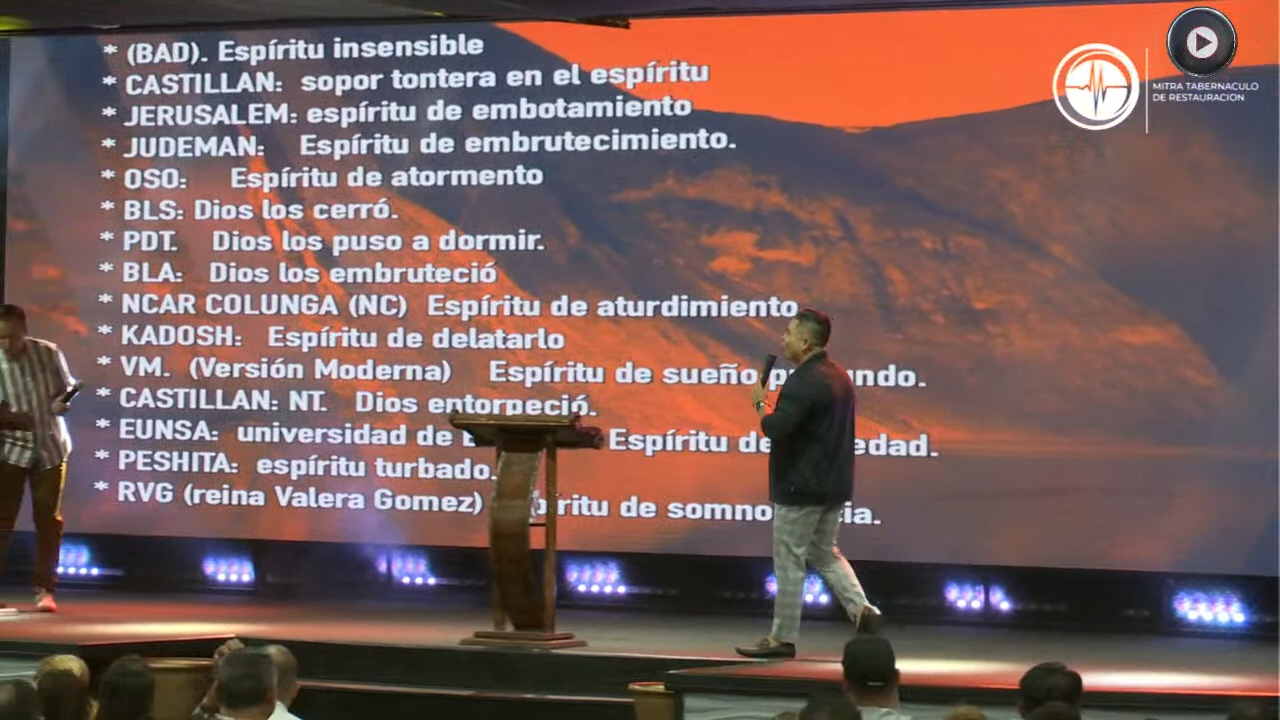 * (BAD). Espíritu insensible
* CASTILLAN: sopor tontera en el espíritu
* JERUSALEM: espíritu de embotamiento
* JUDEMAN: Espíritu de embrutecimiento.
* OSO: Espíritu de atormento
* BLS: Dios los cerró.
* PDT. Dios los puso a dormir.
* BLA: Dios los embruteció
* NCAR COLUNGA (NC) Espíritu de aturdimiento
* KADOSH: Espíritu de delatarlo
* VM. (Versión Moderna) Espíritu de sueño
* CASTILLAN: NT. Dios entorpeció.
* EUNSA: universidad de Espíritu de
* PESHITA: espíritu turbado.
* RVG (reina Valera Gomez) de
MITRA TABERNACULO
DE RESTAURACION